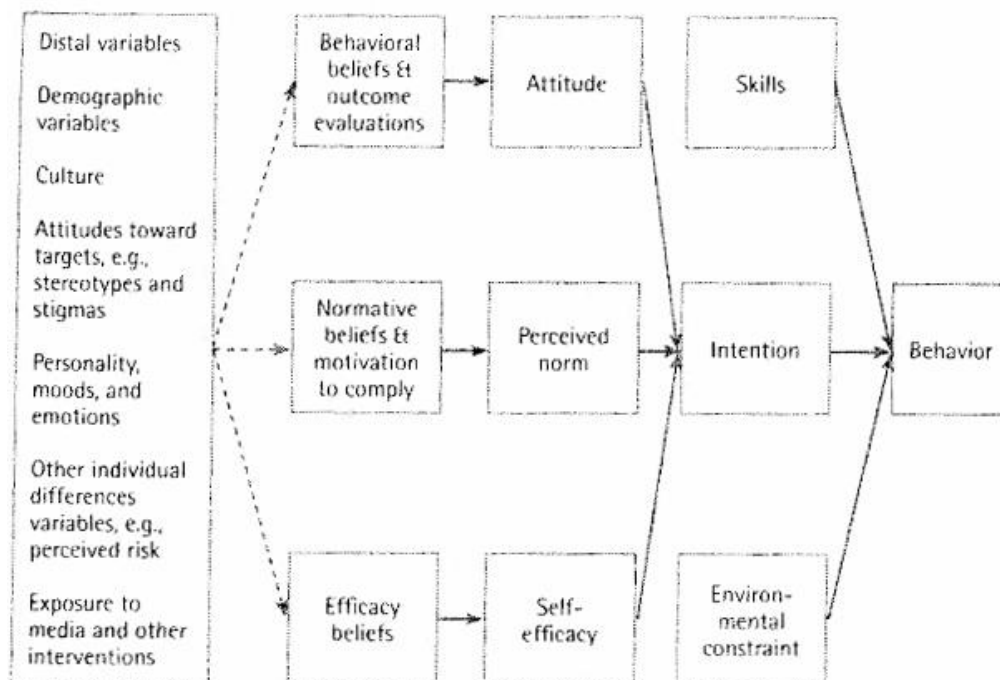 Distal variables
Demographic
variables
Culture
Attitudes toward
targets, e.g.,
stereotypes and
stigmas
Personality,
moods, and
emotions
Other individual
differences
variables, e.g.,
perceived risk
Exposure to
media and other
interventions
Behavioral
beliefs &
outcome
evaluations
Attitude
Skills
Normative
beliefs &
motivation
to comply
Perceived
norm
Intention
Behavior
Efficacy
beliefs
Self-
efficacy
Environ-
mental
constraint